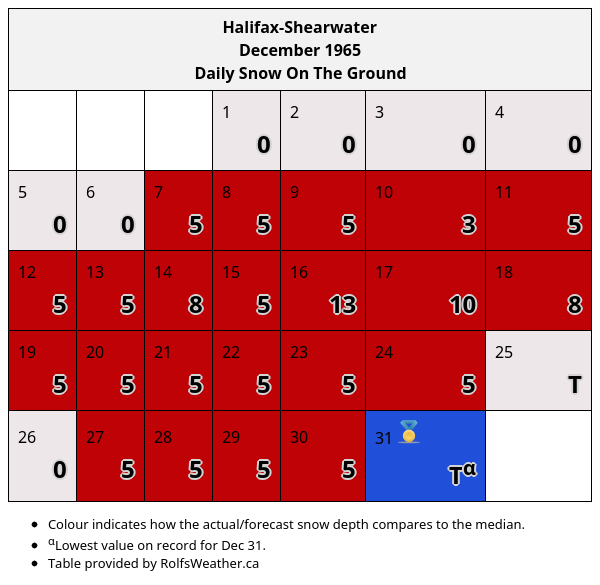 Halifax-Shearwater
December 1965
Daily Snow On The Ground
1 2 3 4
0 0 0 0
5 6 7 8 9 10 11
0 0 5 5 5 3 5
12 13 14 15 16 17 18
5 5 8 5 13 10 8
19 20 21 22 23 24 25
5 5 5 5 5 5 T
26 27 28 29 30 31
0 5 5 5 5 Tα
• Colour indicates how the actual/forecast snow depth compares to the median.
• αLowest value on record for Dec 31.
• Table provided by RolfsWeather.ca